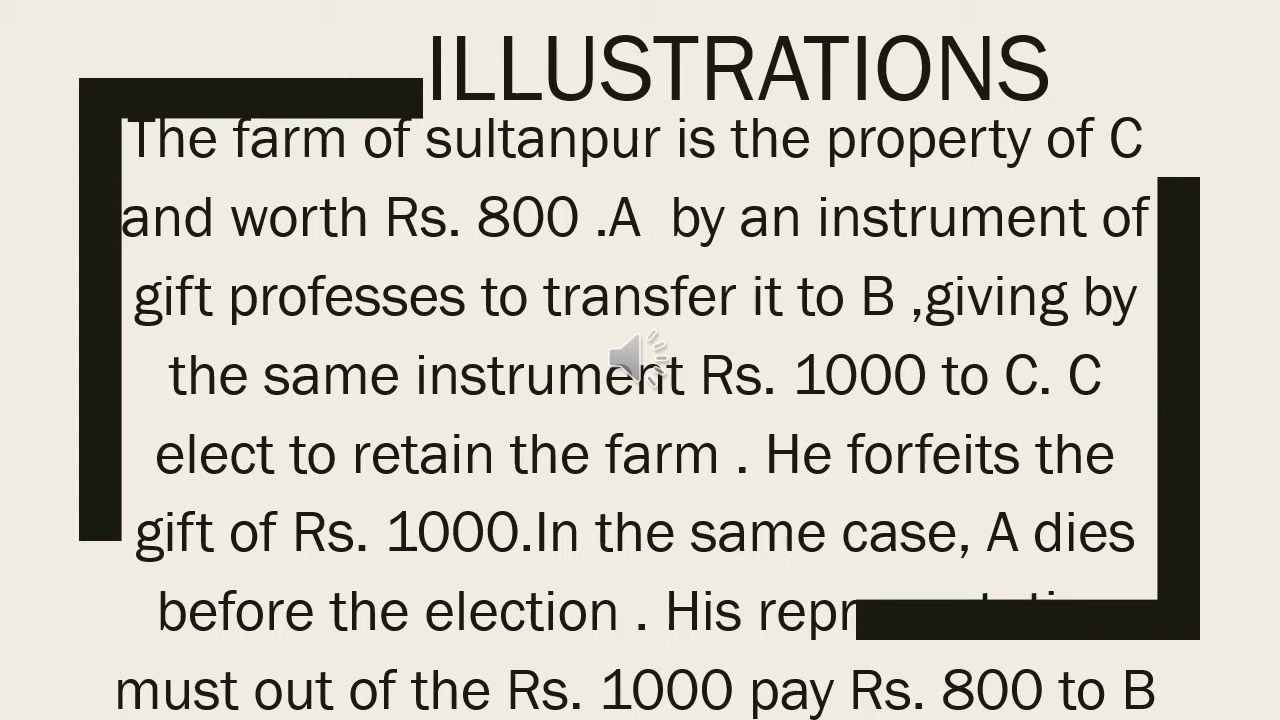 ILLUSTRATIONS
The farm of sultanpur is the property of C
and worth Rs. 800 .A  by an instrument of
gift professes to transfer it to B ,giving by
the same instrument Rs. 1000 to C. C
elect to retain the farm . He forfeits the
gift of Rs. 1000.In the same case, A dies
before the election . His
must out of the Rs. 1000 pay Rs. 800 to B